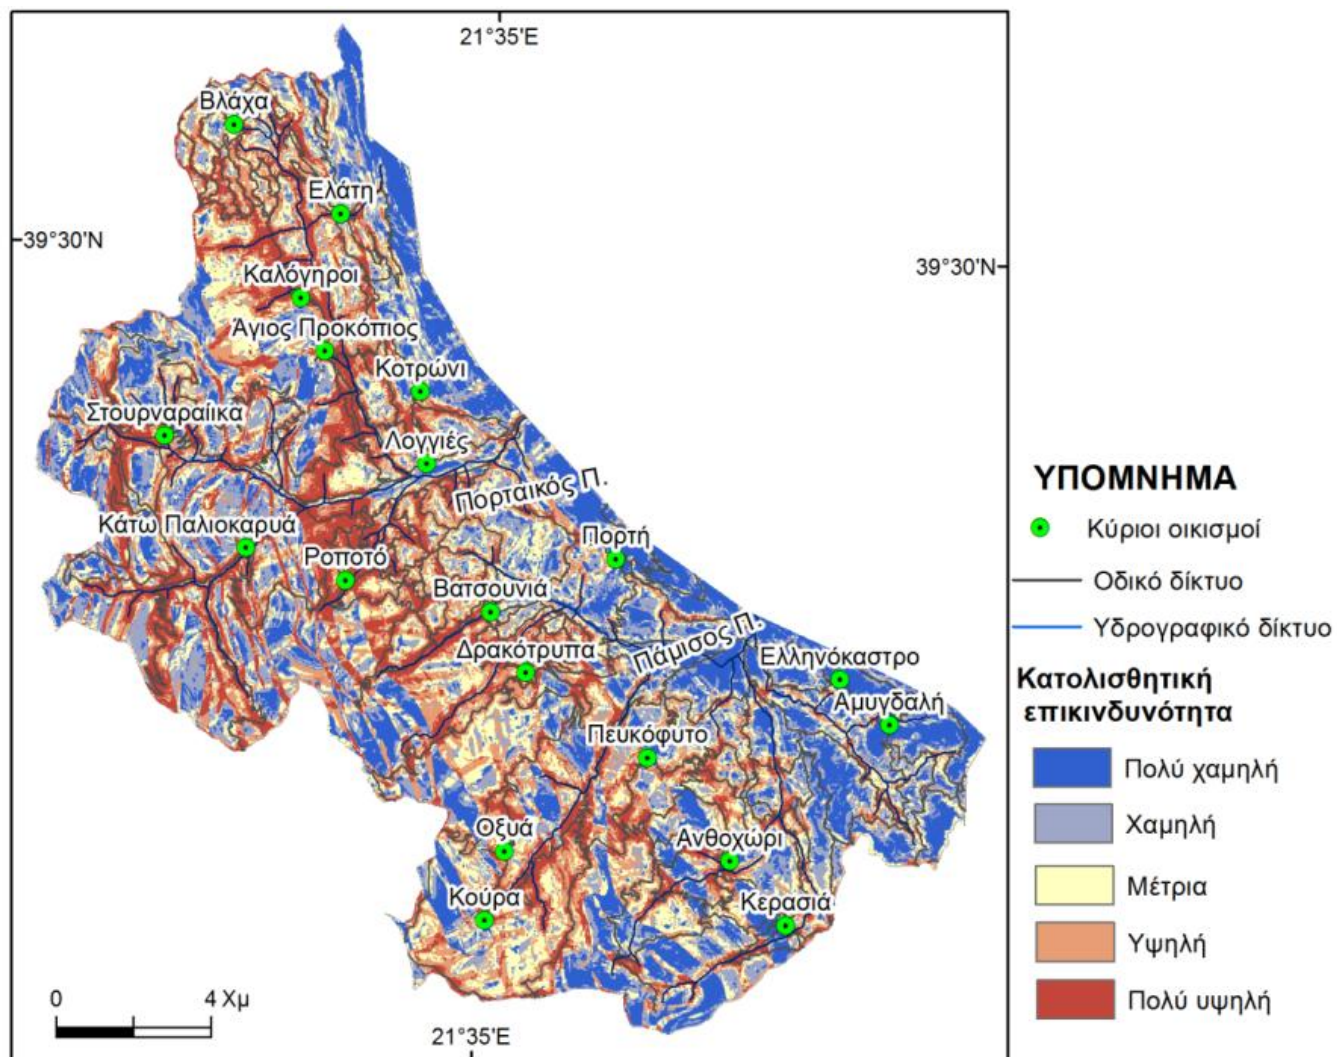 21°35'E
Βλάχα
Ελάτη
39°30'N
39°30'N
Καλόγηροι
Άγιος Προκόπιος
Κοτρώνι
Στουρναραίικα
Λογγιές
Πορταικός Π.
Κάτω Παλιοκαρυά
Ροποτό
Πορτή
Βατσουνιά
Πάμισος Π.
Δρακότρυπα
Ελληνόκαστρο
Αμυγδαλή
Πευκόφυτο
Οξυά
Ανθοχώρι
Κούρα
Κερασιά
0 4 Χμ
21°35'E
ΥΠΟΜΝΗΜΑ
Κύριοι οικισμοί
Οδικό δίκτυο
Υδρογραφικό δίκτυο
Κατολισθητική
επικινδυνότητα
Πολύ χαμηλή
Χαμηλή
Μέτρια
Υψηλή
Πολύ υψηλή